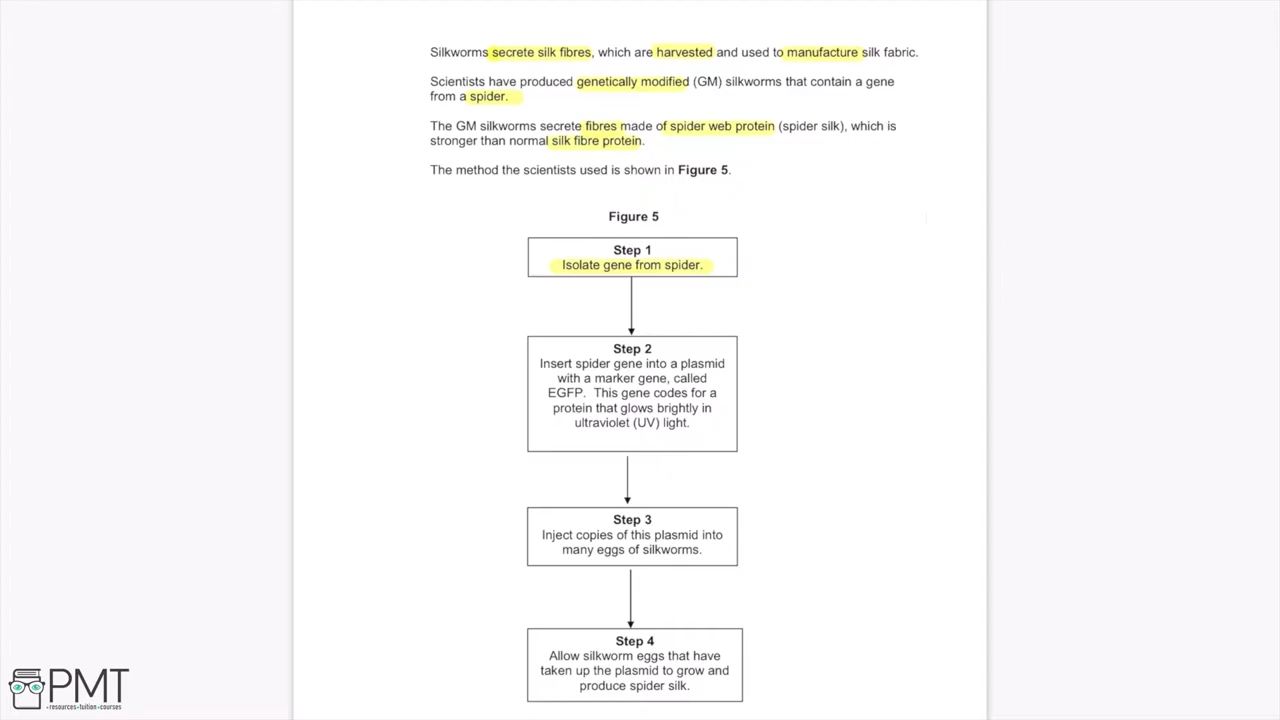 Silkworms secrete silk fibres, which are harvested and used to manufacture silk fabric.
Scientists have produced genetically modified (GM) silkworms that contain a gene
from a spider.
The GM silkworms secrete fibres made of spider web protein (spider silk), which is
stronger than normal silk fibre protein.
The method the scientists used is shown in Figure 5.
Figure 5
Step 1
Isolate gene from spider.
Step 2
Insert spider gene into a plasmid
with a marker gene, called
EGFP. This gene codes for a
protein that glows brightly in
ultraviolet (UV) light.
Step 3
Inject copies of this plasmid into
many eggs of silkworms.
Step 4
Allow silkworm eggs that have
taken up the plasmid to grow and
produce spider silk.
PMT
•resources•tuition•courses